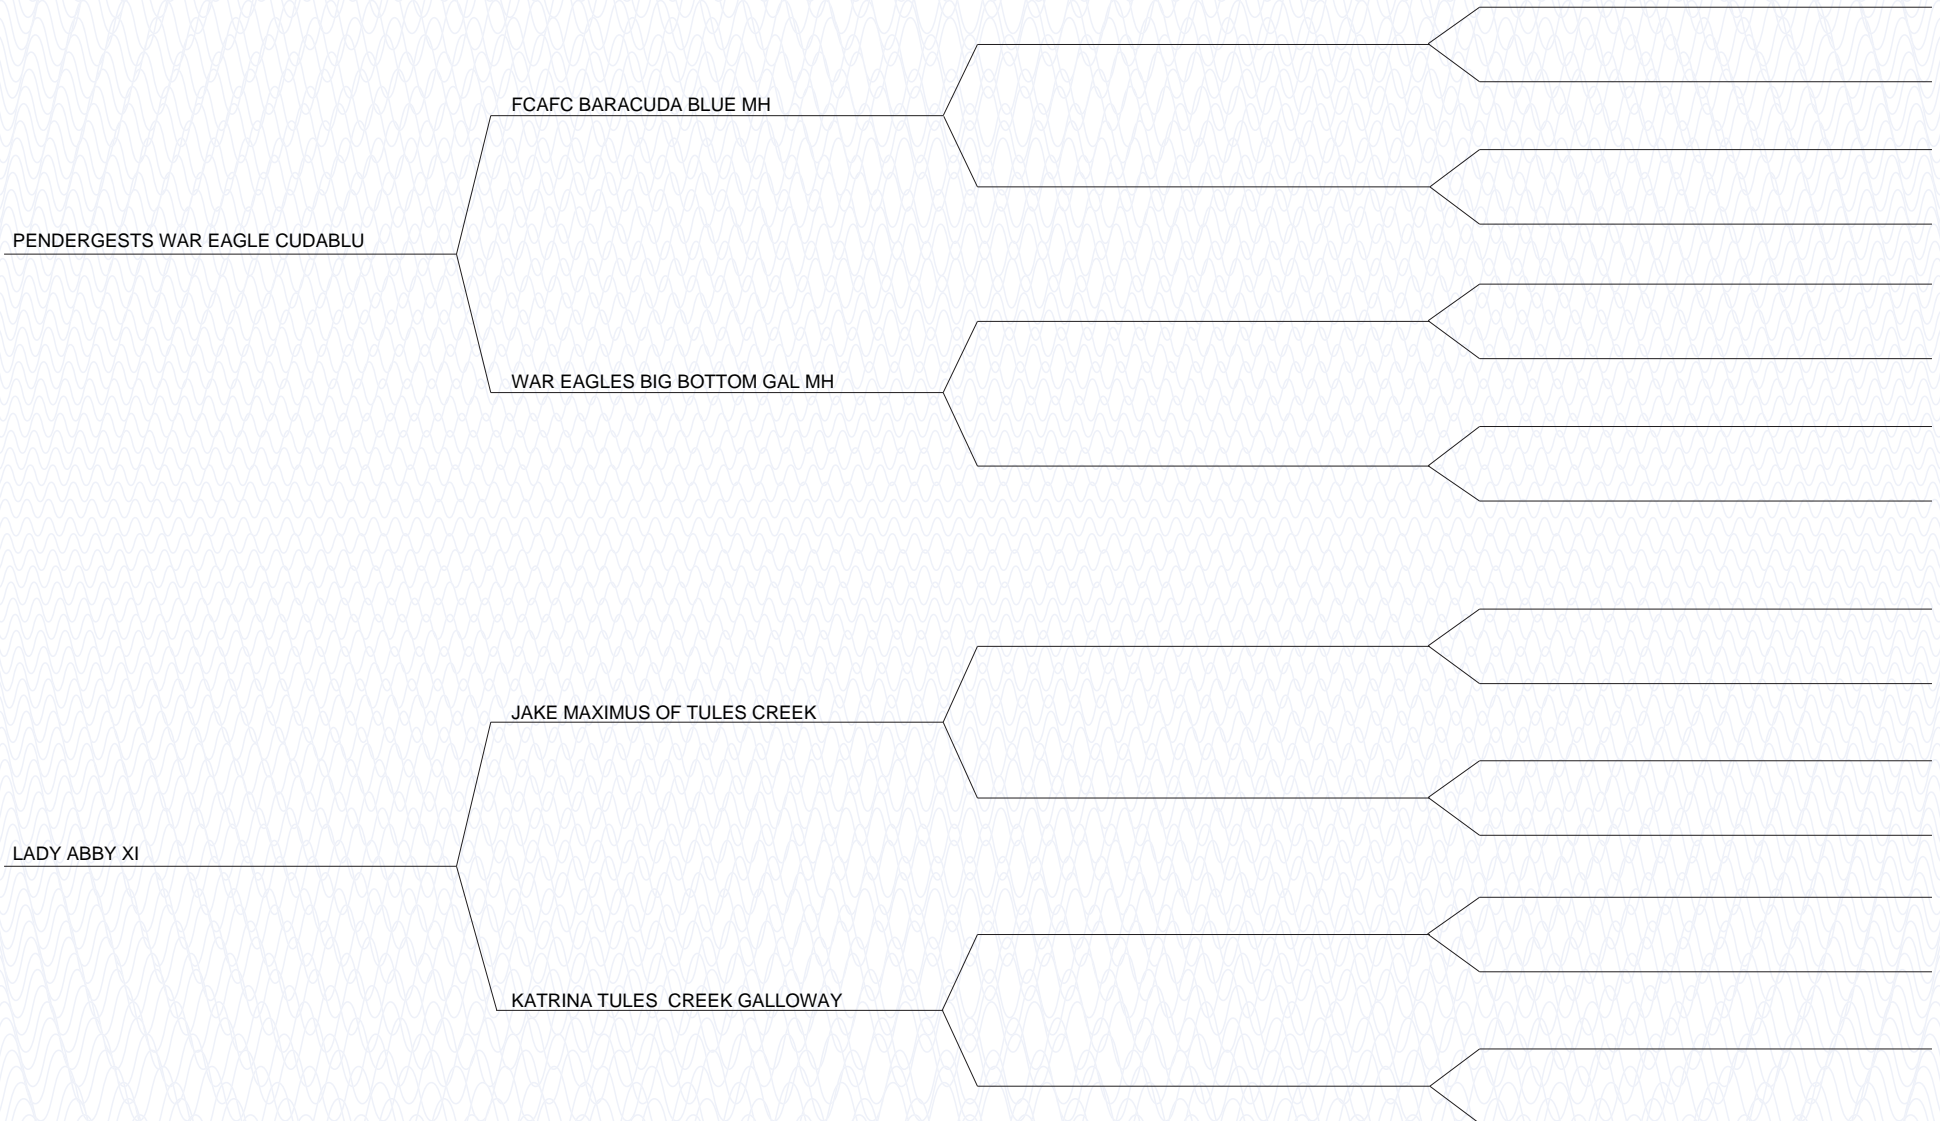 FCAFC BARACUDA BLUE MH
PENDERGESTS WAR EAGLE CUDABLU
WAR EAGLES BIG BOTTOM GAL MH
JAKE MAXIMUS OF TULES CREEK
LADY ABBY XI
KATRINA TULES  CREEK GALLOWAY